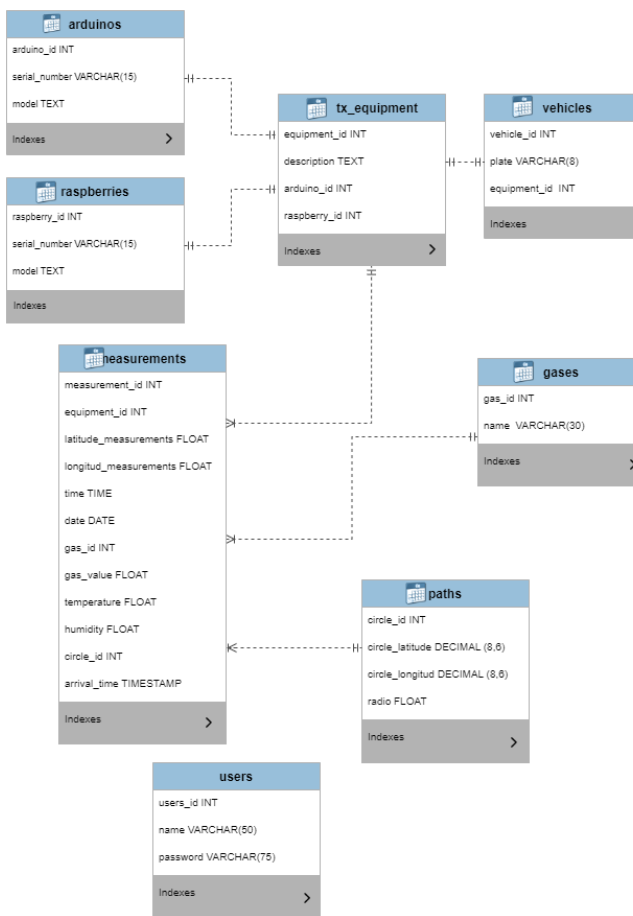 arduinos
arduino_id INT
serial_number VARCHAR(15)
model TEXT
Indexes
raspberries
raspberry_id INT
serial_number VARCHAR(15)
model TEXT
Indexes
tx_equipment
equipment_id INT
description TEXT
arduino_id INT
raspberry_id INT
Indexes
vehicles
vehicle_id INT
plate VARCHAR(8)
equipment_id INT
Indexes
neasurements
measurement_id INT
equipment_id INT
latitude_measurements FLOAT
longitud_measurements FLOAT
time TIME
date DATE
gas_id INT
gas_value FLOAT
temperature FLOAT
humidity FLOAT
circle_id INT
arrival_time TIMESTAMP
Indexes
gases
gas_id INT
name VARCHAR(30)
Indexes
paths
circle_id INT
circle_latitude DECIMAL (8,6)
circle_longitud DECIMAL (8,6)
radio FLOAT
Indexes
users
users_id INT
name VARCHAR(50)
password VARCHAR(75)
Indexes